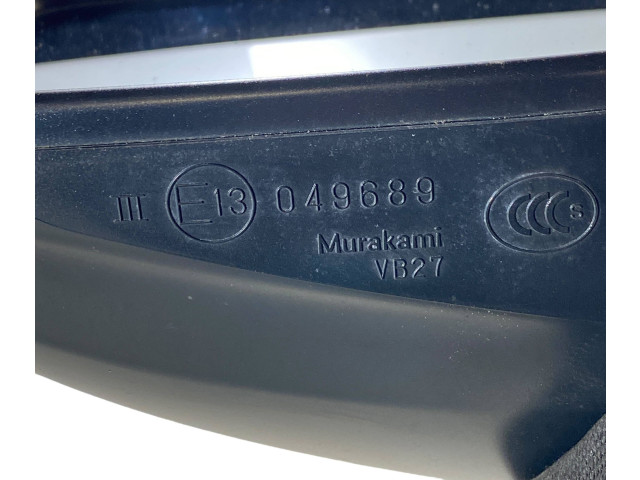 III E13 049689 CCC S
Murakami
VB27